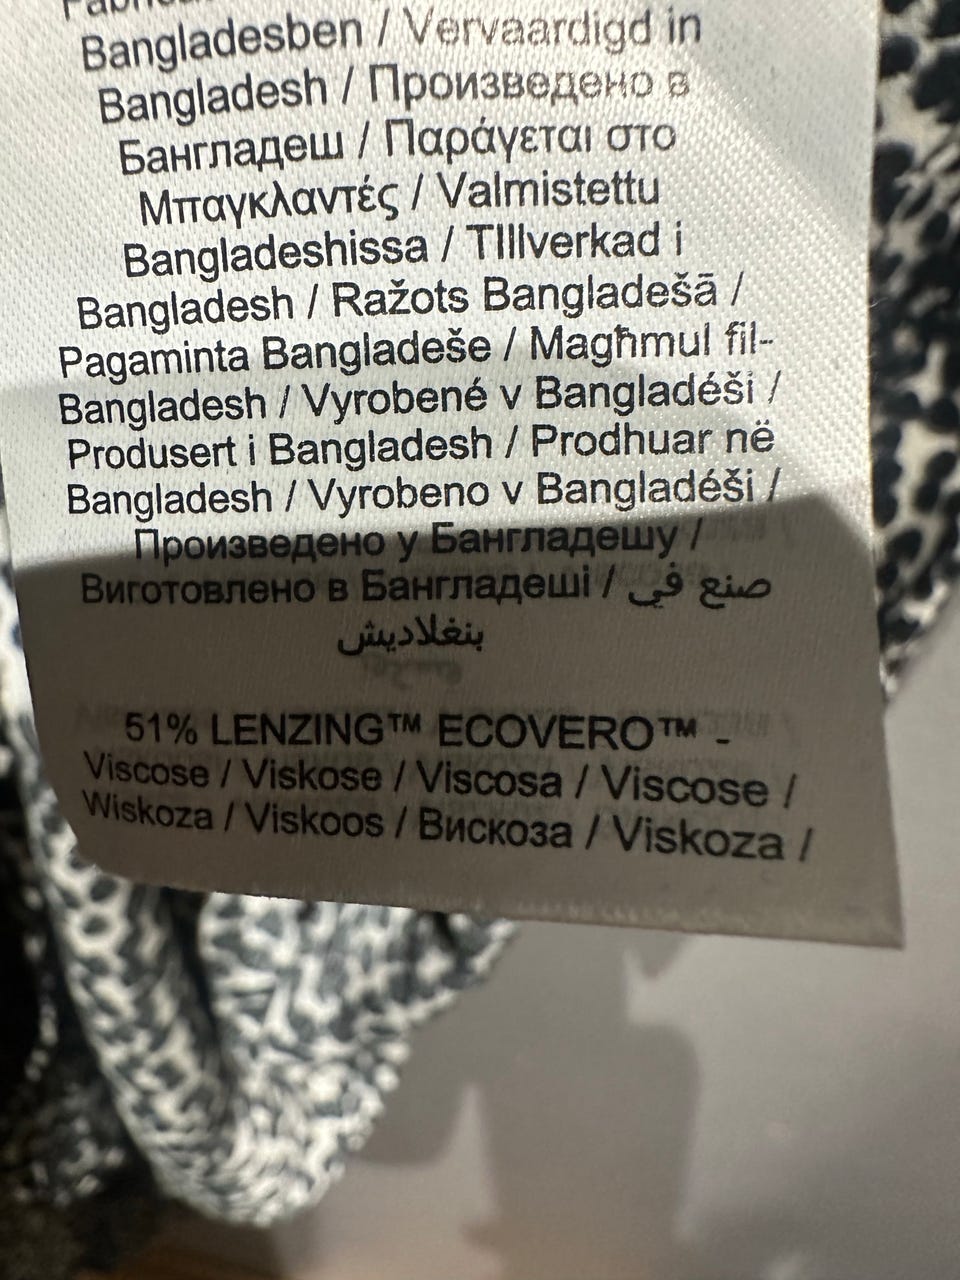 Bangladesben / Vervaardigd in
Bangladesh / Произведено в
Бангладеш / Παράγεται στο
Μπαγκλαντές / Valmistettu
Bangladeshissa / TIllverkad i
Bangladesh / Ražots Bangladešā /
Pagaminta Bangladeše / Magħmul fil-
Bangladesh / Vyrobené v Bangladéši /
Produsert i Bangladesh / Prodhuar në
Bangladesh / Vyrobeno v Bangladéši /
Произведено у Бангладешу /
Виготовлено в Бангладеші / صنع في
بنغلاديش
51% LENZING™ ECOVERO™ -
Viscose / Viskose / Viscosa / Viscose /
Wiskoza / Viskoos / Вискоза / Viskoza /